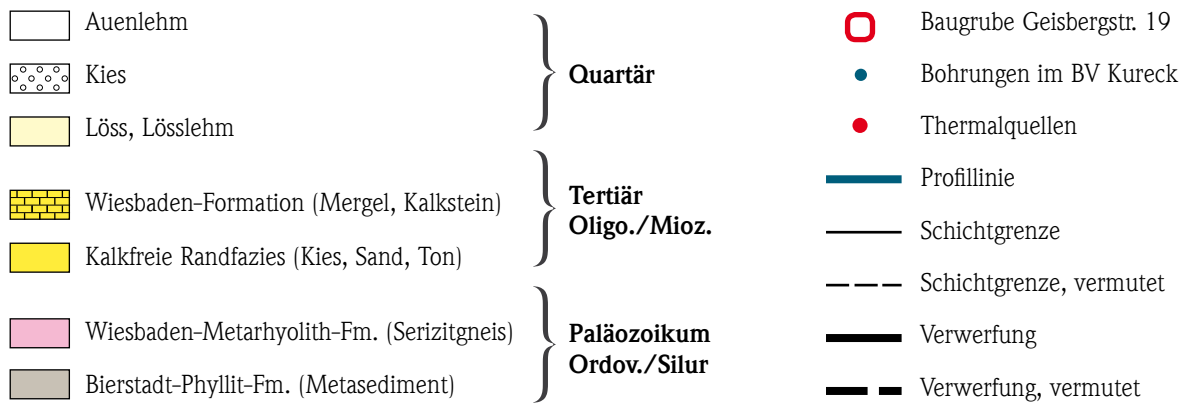 Auenlehm
Kies
Löss, Lösslehm
Quartär
Wiesbaden-Formation (Mergel, Kalkstein)
Kalkfreie Randfazies (Kies, Sand, Ton)
Tertiär
Oligo./Mioz.
Wiesbaden-Metarhyolith-Fm. (Serizitgneis)
Bierstadt-Phyllit-Fm. (Metasediment)
Paläozoikum
Ordov./Silur
Baugrube Geisbergstr. 19
Bohrungen im BV Kureck
Thermalquellen
Profillinie
Schichtgrenze
Schichtgrenze, vermutet
Verwerfung
Verwerfung, vermutet